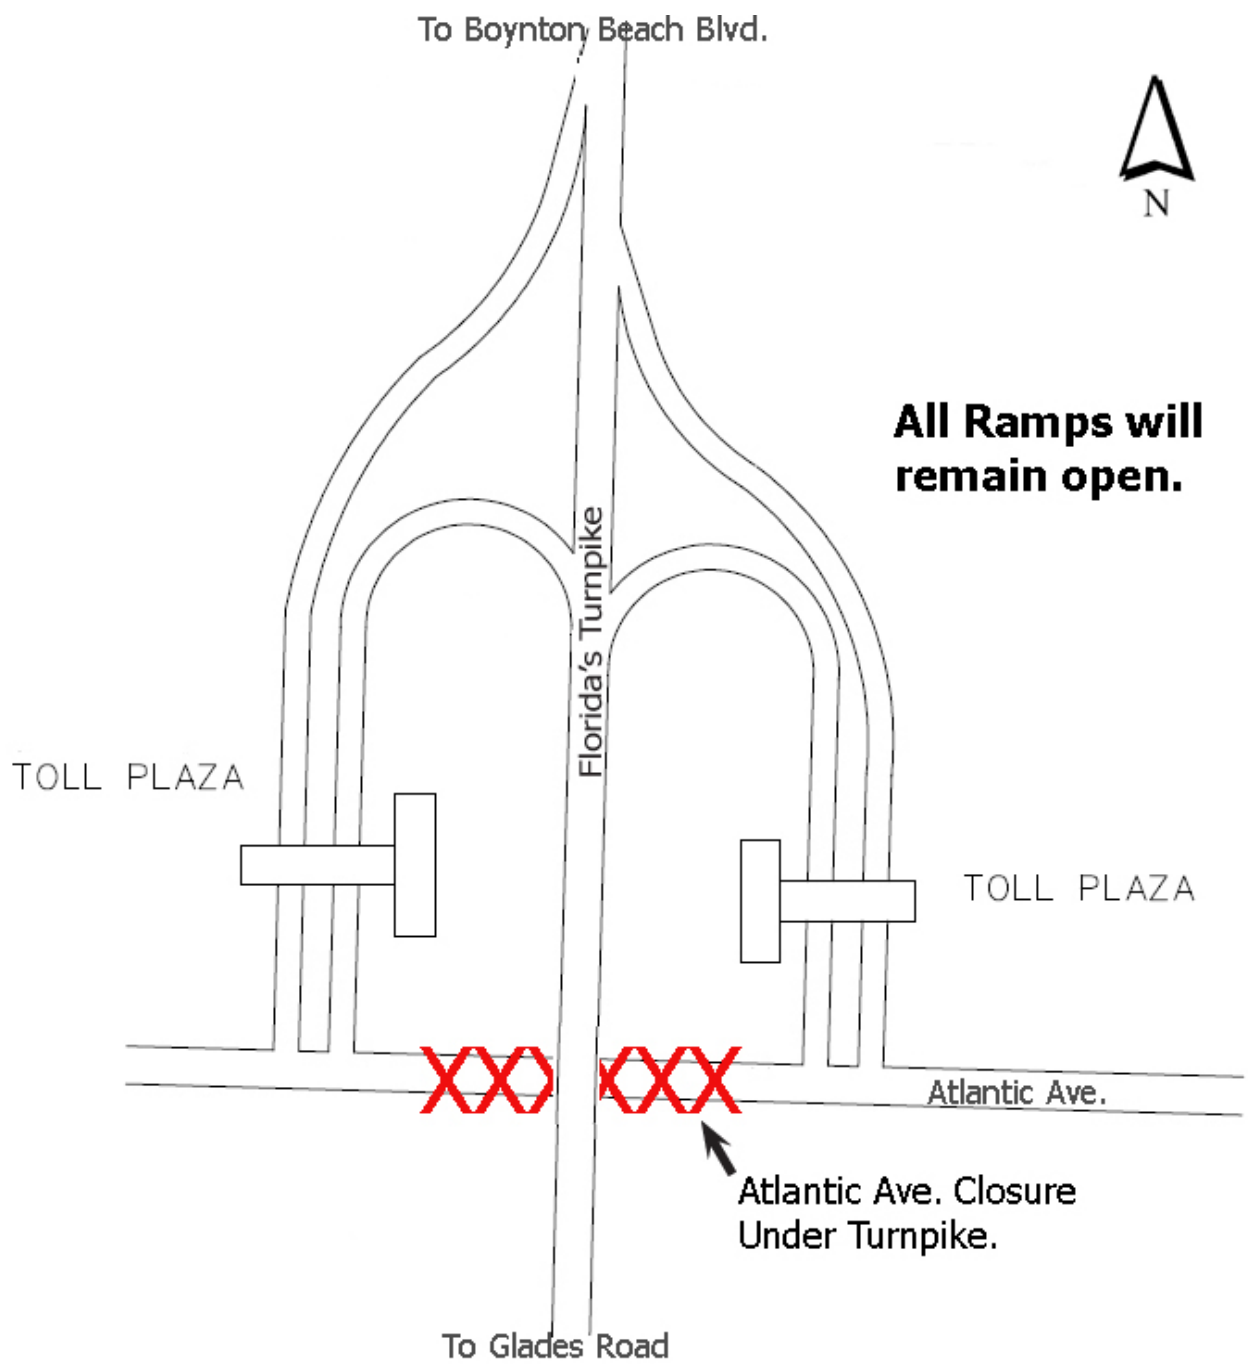 To Boynton Beach Blvd.
N
All Ramps will
remain open.
Florida's Turnpike
TOLL PLAZA
TOLL PLAZA
Atlantic Ave.
Atlantic Ave. Closure
Under Turnpike.
To Glades Road